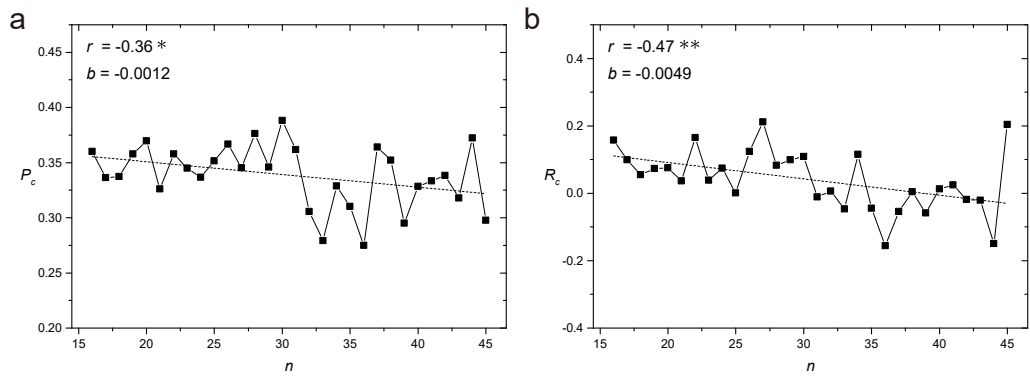 a
r = -0.36 *
b = -0.0012
0.45
0.40
0.35
0.30
0.25
0.20
P_c
15
20
25
30
35
40
45
n
b
r = -0.47 **
b = -0.0049
0.4
0.2
0.0
-0.2
-0.4
R_c
15
20
25
30
35
40
45
n